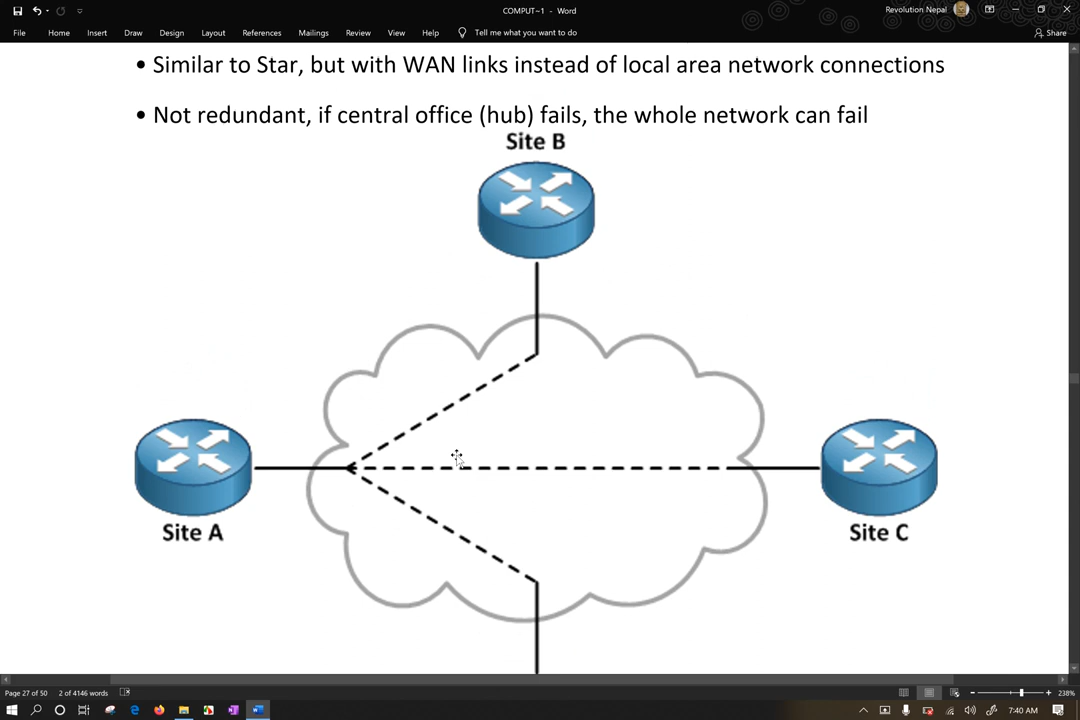 COMPUT~1 - Word
Revolution Nepal
File Home Insert Draw Design Layout References Mailings Review View Help Tell me what you want to do Share
• Similar to Star, but with WAN links instead of local area network connections
• Not redundant, if central office (hub) fails, the whole network can fail
Site B
Site A
Site C
Page 27 of 50 2 of 4146 words 238%
7:40 AM